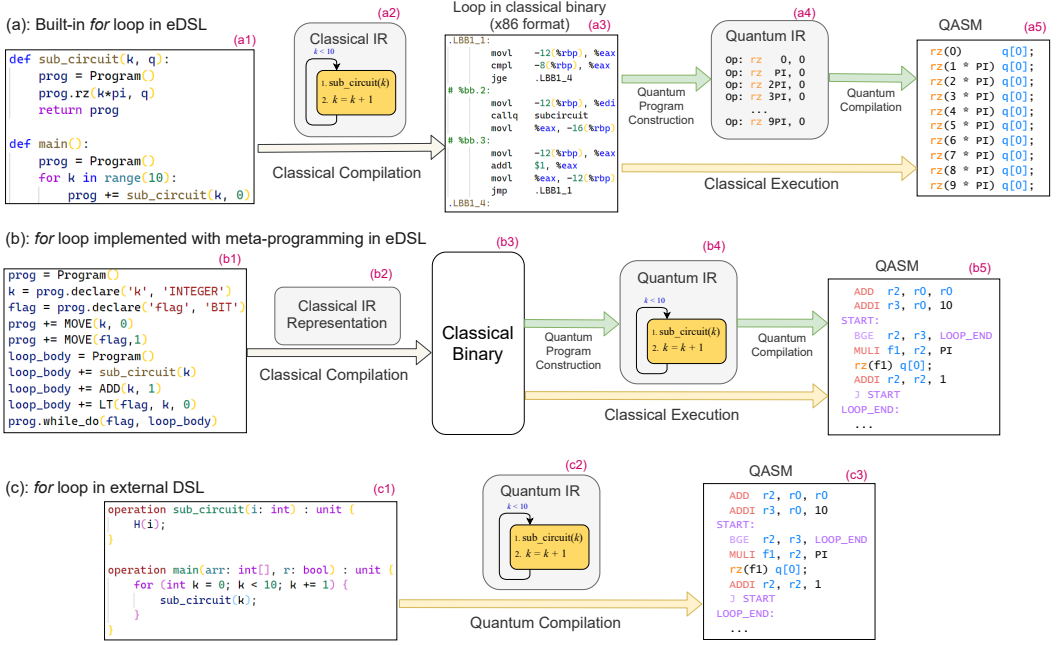 (a): Built-in for loop in eDSL
(a1)
def sub_circuit(k, q):
    prog = Program()
    prog.rz(k*pi, q)
    return prog
def main():
    prog = Program()
    for k in range(10):
        prog += sub_circuit(k, 0)
(a2)
Classical IR
k < 10
1. sub_circuit(k)
2. k = k + 1
Classical Compilation
Loop in classical binary
(x86 format)
(a3)
.LBB1_1:
movl -12(%rbp), %eax
cmpl -8(%rbp), %eax
jge .LBB1_4
# %bb.2:
movl -12(%rbp), %edi
callq subcircuit
movl %eax, -16(%rbp)
# %bb.3:
movl -12(%rbp), %eax
addl $1, %eax
movl %eax, -12(%rbp)
jmp .LBB1_1
.LBB1_4:
Quantum
Program
Construction
(a4)
Quantum IR
Op: rz 0, 0
Op: rz PI, 0
Op: rz 2PI, 0
Op: rz 3PI, 0
...
Op: rz 9PI, 0
Quantum
Compilation
Classical Execution
QASM
(a5)
rz(0) q[0];
rz(1 * PI) q[0];
rz(2 * PI) q[0];
rz(3 * PI) q[0];
rz(4 * PI) q[0];
rz(5 * PI) q[0];
rz(6 * PI) q[0];
rz(7 * PI) q[0];
rz(8 * PI) q[0];
rz(9 * PI) q[0];
(b): for loop implemented with meta-programming in eDSL
(b1)
prog = Program()
k = prog.declare('k', 'INTEGER')
flag = prog.declare('flag', 'BIT')
prog += MOVE(k, 0)
prog += MOVE(flag,1)
loop_body = Program()
loop_body += sub_circuit(k)
loop_body += ADD(k, 1)
loop_body += LT(flag, k, 0)
prog.while_do(flag, loop_body)
(b2)
Classical IR
Representation
Classical Compilation
(b3)
Classical
Binary
Quantum
Program
Construction
(b4)
Quantum IR
k < 10
1. sub_circuit(k)
2. k = k + 1
Quantum
Compilation
Classical Execution
QASM
(b5)
ADD r2, r0, r0
ADDI r3, r0, 10
START:
BGE r2, r3, LOOP_END
MULI f1, r2, PI
rz(f1) q[0];
ADDI r2, r2, 1
J START
LOOP_END:
...
(c): for loop in external DSL
(c1)
operation sub_circuit(i: int) : unit {
    H(i);
}
operation main(arr: int[], r: bool) : unit {
    for (int k = 0; k < 10; k += 1) {
        sub_circuit(k);
    }
}
(c2)
Quantum IR
k < 10
1. sub_circuit(k)
2. k = k + 1
Quantum Compilation
QASM
(c3)
ADD r2, r0, r0
ADDI r3, r0, 10
START:
BGE r2, r3, LOOP_END
MULI f1, r2, PI
rz(f1) q[0];
ADDI r2, r2, 1
J START
LOOP_END:
...